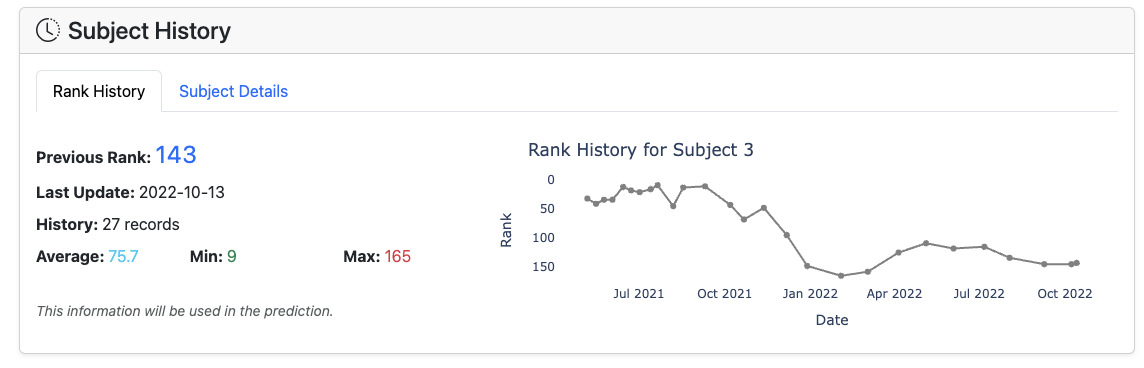 Subject History
Rank History
Subject Details
Previous Rank: 143
Last Update: 2022-10-13
History: 27 records
Average: 75.7 Min: 9 Max: 165
This information will be used in the prediction.
Rank History for Subject 3
0
50
100
150
Rank
Jul 2021 Oct 2021 Jan 2022 Apr 2022 Jul 2022 Oct 2022
Date